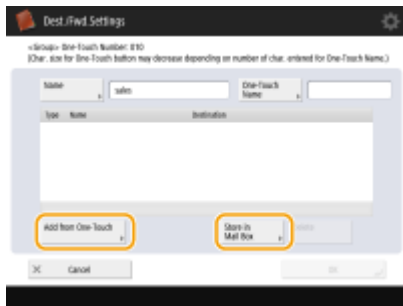 Dest./Fwd. Settings
<Group> One-Touch Number: 010
(Char. size for One-Touch button may decrease depending on number of char. entered for One-Touch Name.)
Name
sales
One-Touch
Name
Type Name Destination
Add from One-Touch
Store in
Mail Box
Delete
Cancel
OK